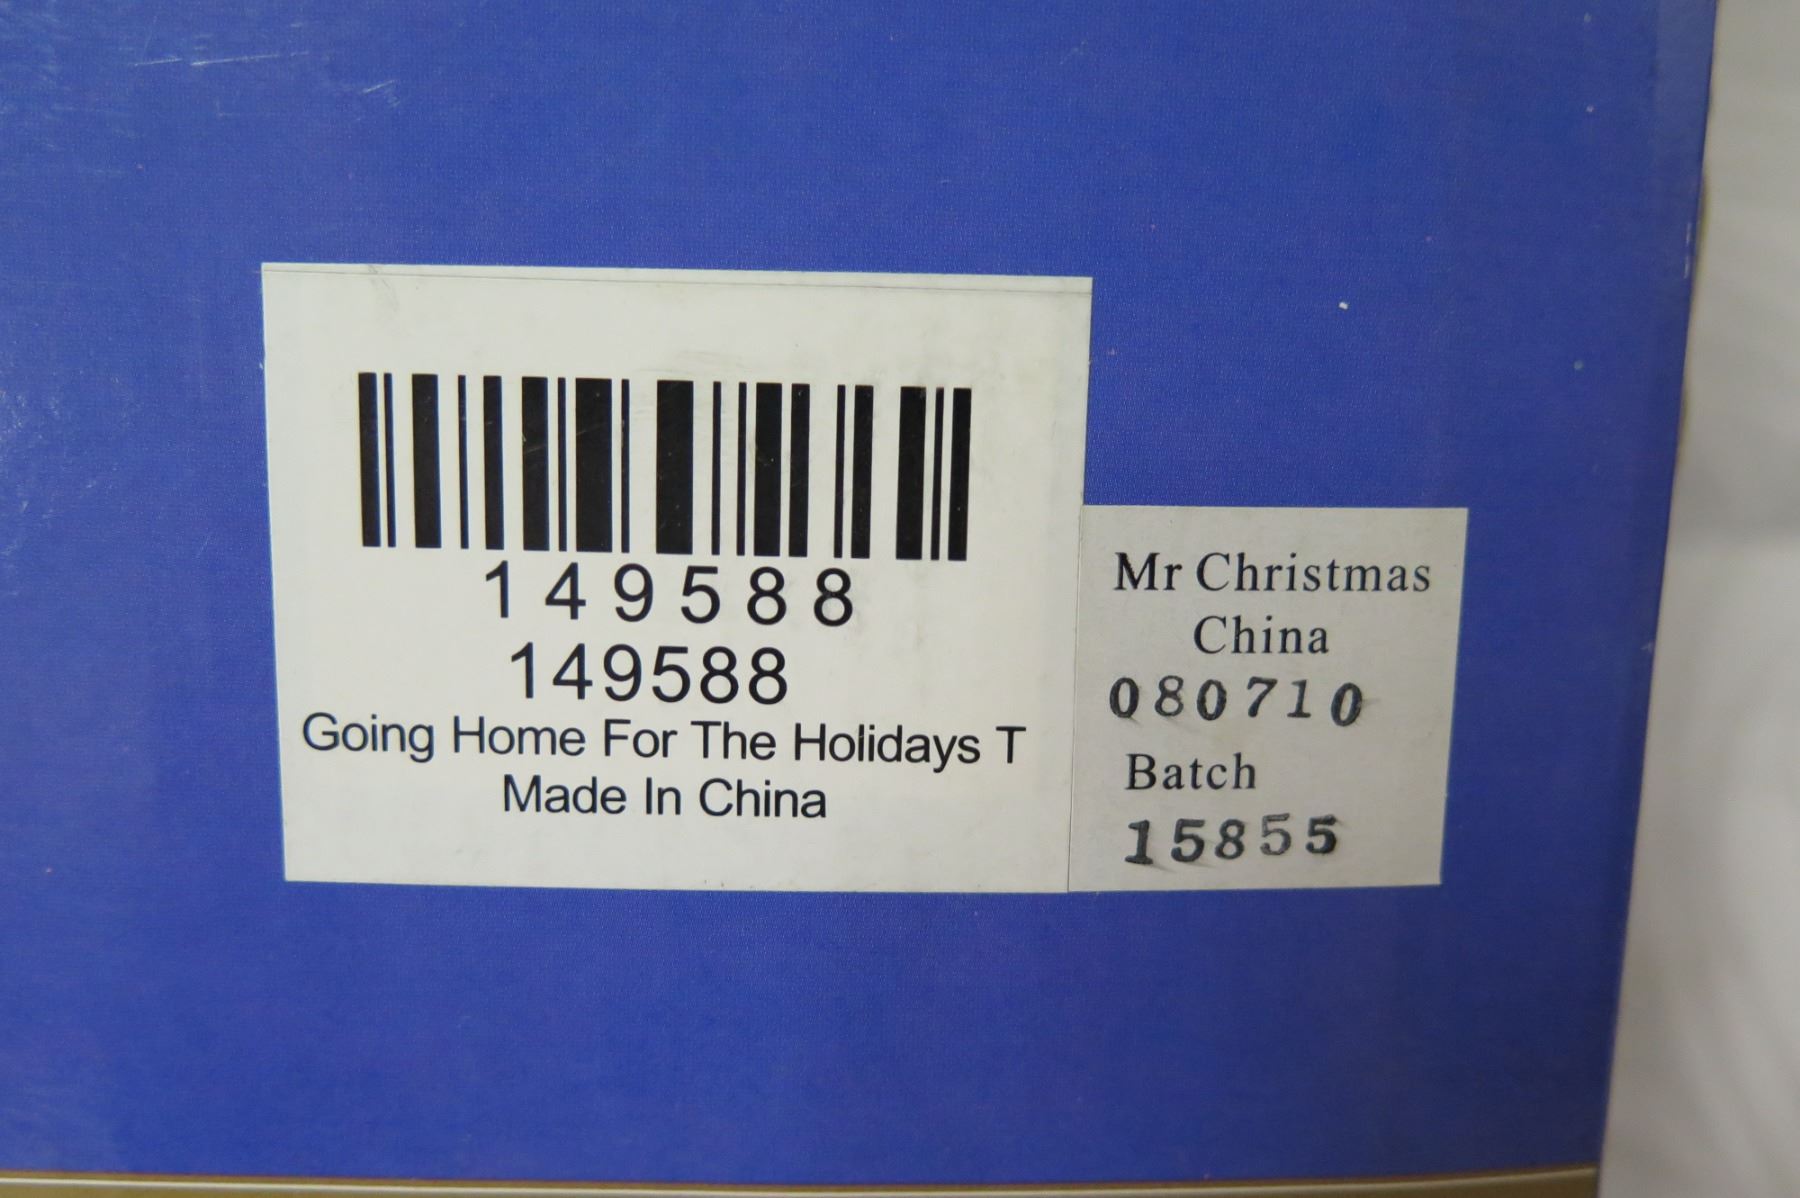 149588
149588
Going Home For The Holidays T
Made In China
Mr Christmas
China
080710
Batch
15855